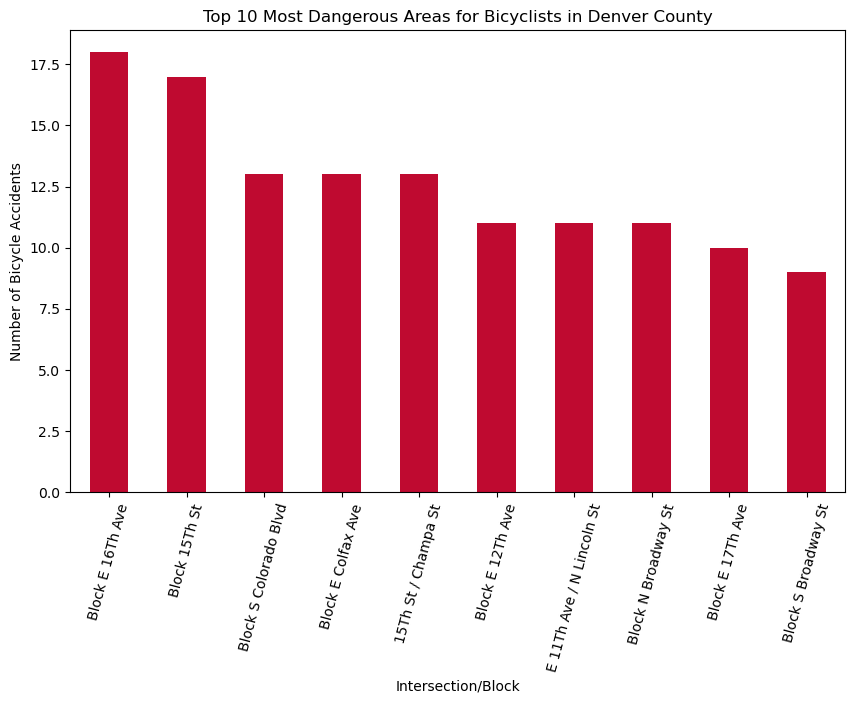 Top 10 Most Dangerous Areas for Bicyclists in Denver County
Number of Bicycle Accidents
17.5
15.0
12.5
10.0
7.5
5.0
2.5
0.0
Block E 16Th Ave
Block 15Th St
Block S Colorado Blvd
Block E Colfax Ave
15Th St / Champa St
Block E 12Th Ave
E 11Th Ave / N Lincoln St
Block N Broadway St
Block E 17Th Ave
Block S Broadway St
Intersection/Block